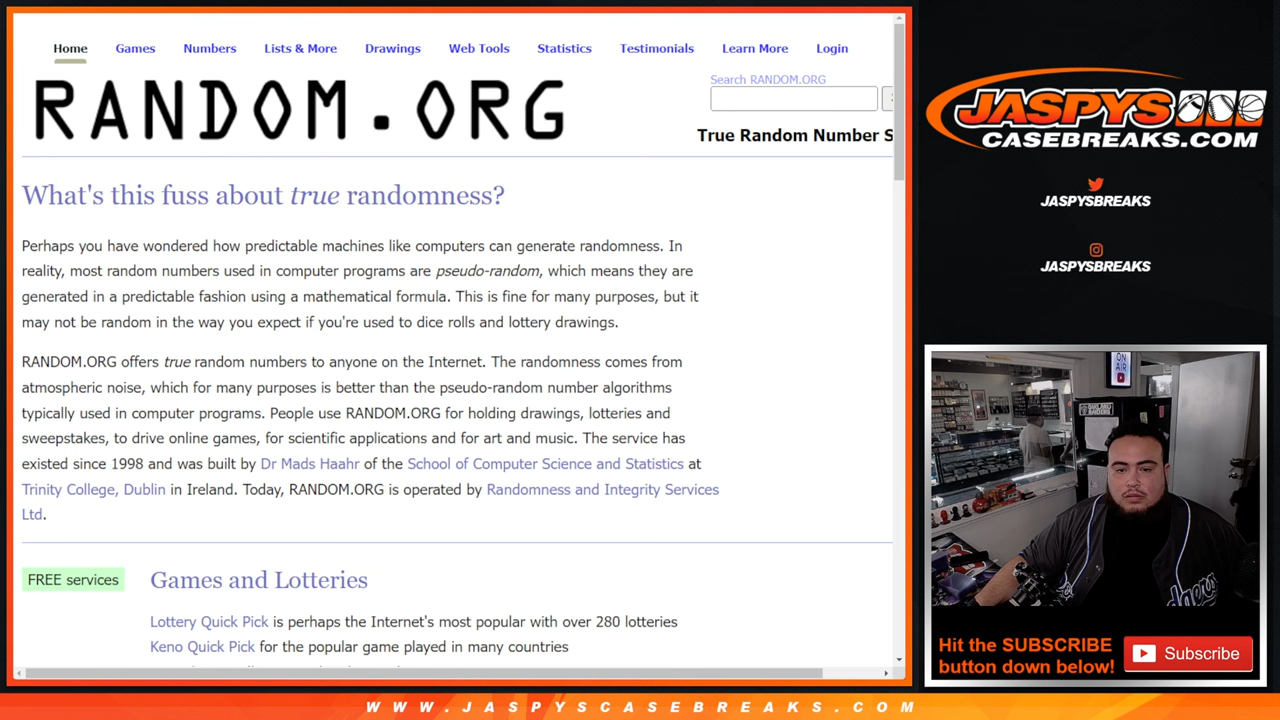 Home Games Numbers Lists & More Drawings Web Tools Statistics Testimonials Learn More Login
RANDOM.ORG
Search RANDOM.ORG
True Random Number S
What's this fuss about true randomness?
Perhaps you have wondered how predictable machines like computers can generate randomness. In
reality, most random numbers used in computer programs are pseudo-random, which means they are
generated in a predictable fashion using a mathematical formula. This is fine for many purposes, but it
may not be random in the way you expect if you're used to dice rolls and lottery drawings.
RANDOM.ORG offers true random numbers to anyone on the Internet. The randomness comes from
atmospheric noise, which for many purposes is better than the pseudo-random number algorithms
typically used in computer programs. People use RANDOM.ORG for holding drawings, lotteries and
sweepstakes, to drive online games, for scientific applications and for art and music. The service has
existed since 1998 and was built by Dr Mads Haahr of the School of Computer Science and Statistics at
Trinity College, Dublin in Ireland. Today, RANDOM.ORG is operated by Randomness and Integrity Services
Ltd.
FREE services
Games and Lotteries
Lottery Quick Pick is perhaps the Internet's most popular with over 280 lotteries
Keno Quick Pick for the popular game played in many countries
JASPYS
CASEBREAKS.COM
JASPYSBREAKS
JASPYSBREAKS
ON
AIR
Hit the SUBSCRIBE
button down below!
Subscribe
WWW.JASPYSCASEBREAKS.COM